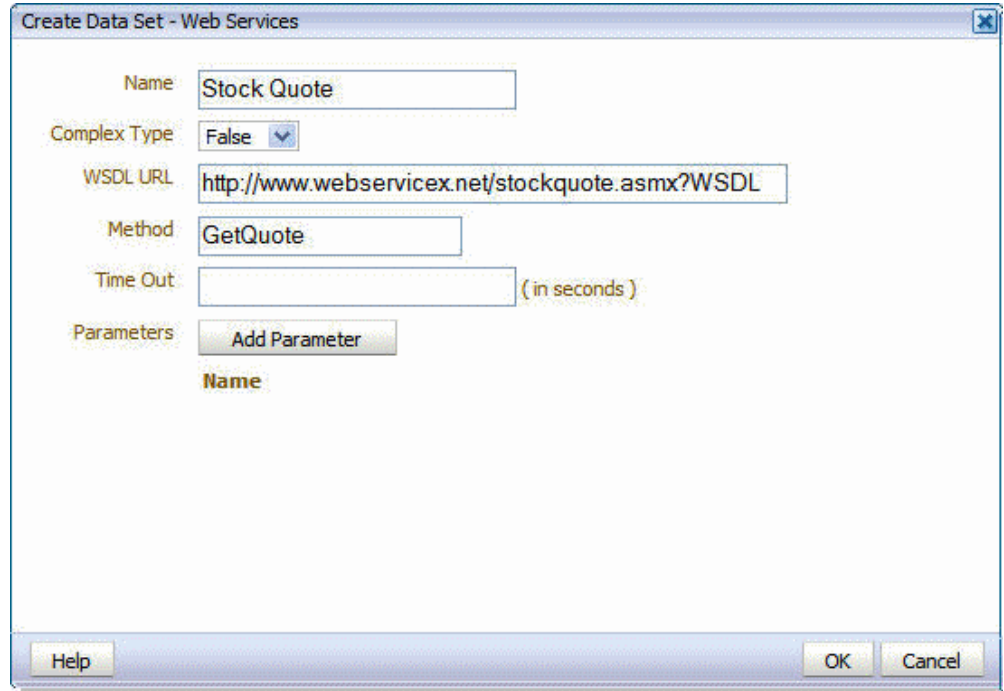 Create Data Set - Web Services
Name Stock Quote
Complex Type False
WSDL URL http://www.webservicex.net/stockquote.asmx?WSDL
Method GetQuote
Time Out ( in seconds )
Parameters Add Parameter
Name
Help OK Cancel